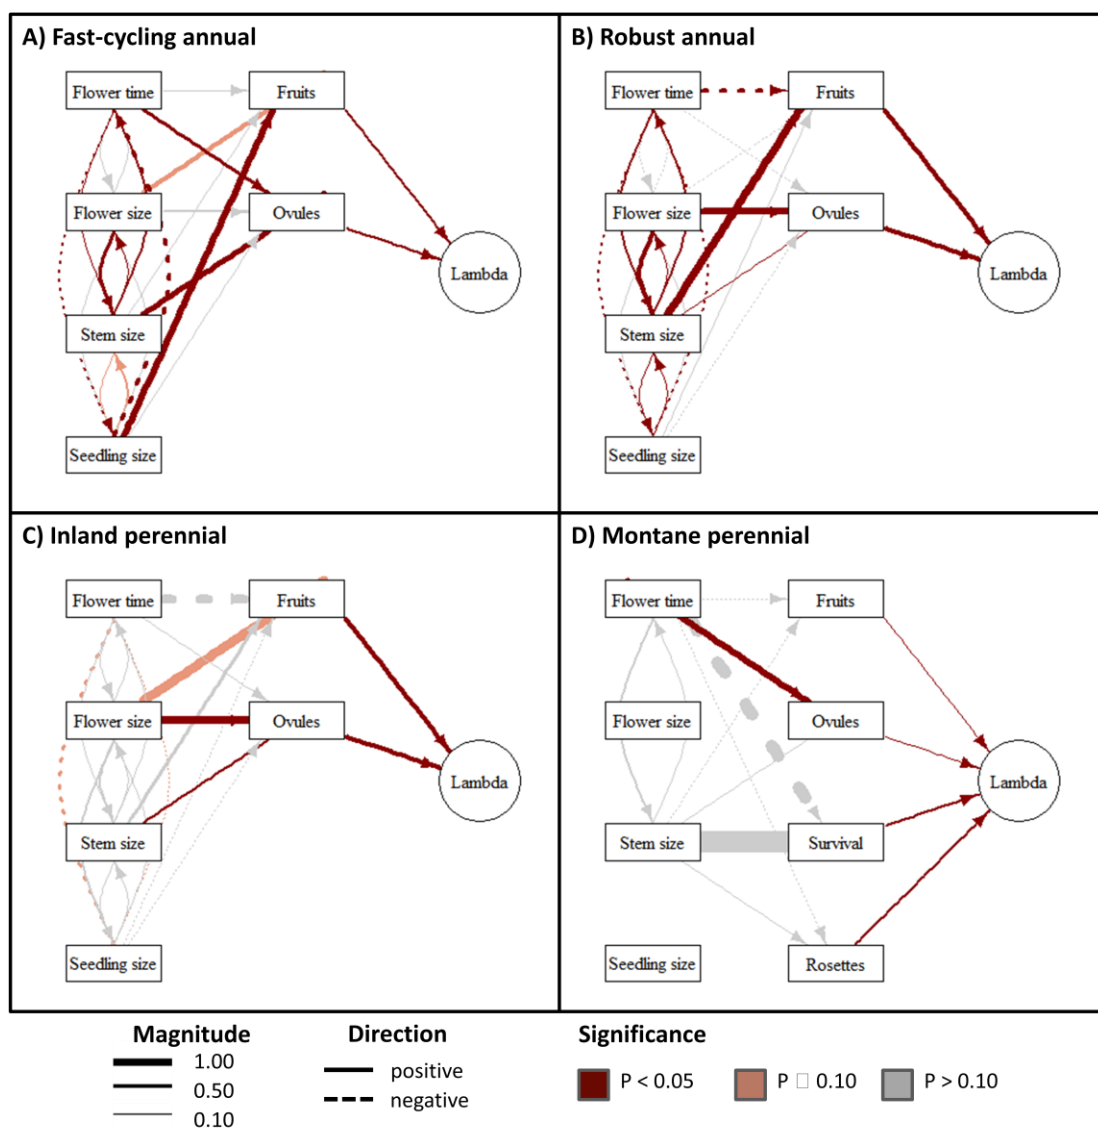 A) Fast-cycling annual
Flower time
Fruits
Flower size
Ovules
Lambda
Stem size
Seedling size
B) Robust annual
Flower time
Fruits
Flower size
Ovules
Lambda
Stem size
Seedling size
C) Inland perennial
Flower time
Fruits
Flower size
Ovules
Lambda
Stem size
Seedling size
D) Montane perennial
Flower time
Fruits
Flower size
Ovules
Lambda
Stem size
Survival
Seedling size
Rosettes
Magnitude
1.00
0.50
0.10
Direction
positive
negative
Significance
P < 0.05
P □ 0.10
P > 0.10